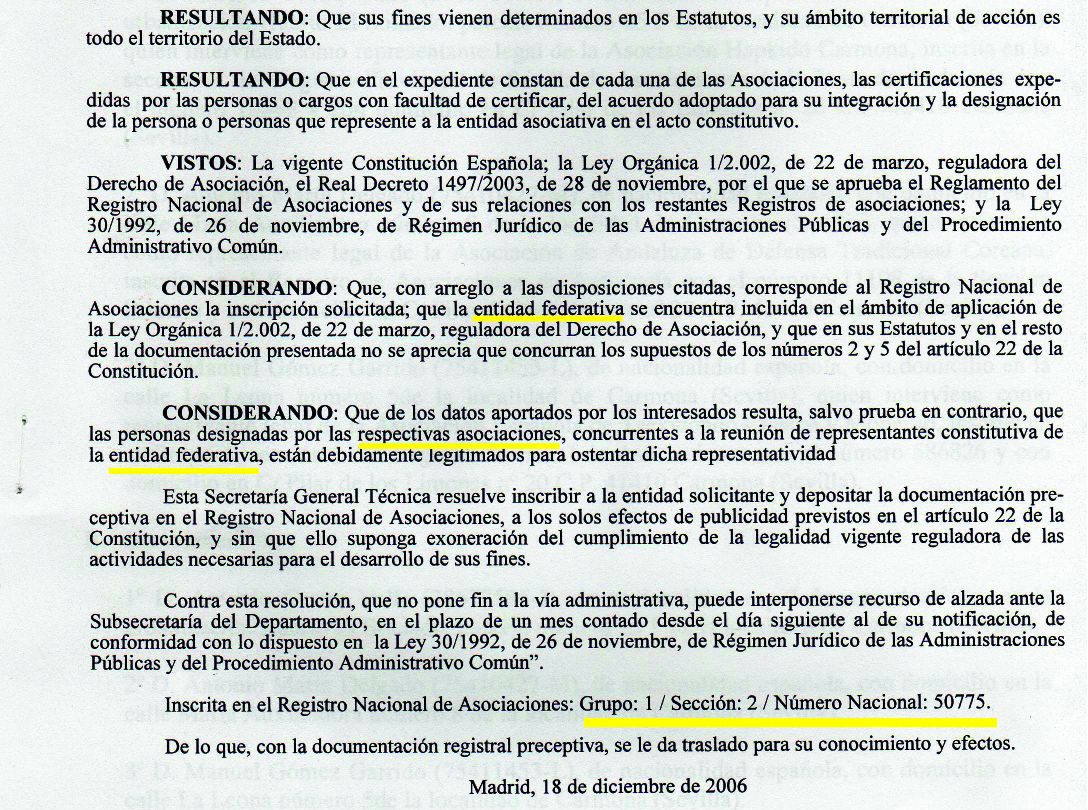 RESULTANDO: Que sus fines vienen determinados en los Estatutos, y su ámbito territorial de acción es
todo el territorio del Estado.
RESULTANDO: Que en el expediente constan de cada una de las Asociaciones, las certificaciones expe-
didas por las personas o cargos con facultad de certificar, del acuerdo adoptado para su integración y la designación
de la persona o personas que represente a la entidad asociativa en el acto constitutivo.
VISTOS: La vigente Constitución Española; la Ley Orgánica 1/2.002, de 22 de marzo, reguladora del
Derecho de Asociación, el Real Decreto 1497/2003, de 28 de noviembre, por el que se aprueba el Reglamento del
Registro Nacional de Asociaciones y de sus relaciones con los restantes Registros de asociaciones; y la Ley
30/1992, de 26 de noviembre, de Régimen Jurídico de las Administraciones Públicas y del Procedimiento
Administrativo Común.
CONSIDERANDO: Que, con arreglo a las disposiciones citadas, corresponde al Registro Nacional de
Asociaciones la inscripción solicitada; que la entidad federativa se encuentra incluida en el ámbito de aplicación de
la Ley Orgánica 1/2.002, de 22 de marzo, reguladora del Derecho de Asociación, y que en sus Estatutos y en el resto
de la documentación presentada no se aprecia que concurran los supuestos de los números 2 y 5 del artículo 22 de la
Constitución.
CONSIDERANDO: Que de los datos aportados por los interesados resulta, salvo prueba en contrario, que
las personas designadas por las respectivas asociaciones, concurrentes a la reunión de representantes constitutiva de
la entidad federativa, están debidamente legitimados para ostentar dicha representatividad
Esta Secretaría General Técnica resuelve inscribir a la entidad solicitante y depositar la documentación pre-
ceptiva en el Registro Nacional de Asociaciones, a los solos efectos de publicidad previstos en el artículo 22 de la
Constitución, y sin que ello suponga exoneración del cumplimiento de la legalidad vigente reguladora de las
actividades necesarias para el desarrollo de sus fines.
Contra esta resolución, que no pone fin a la vía administrativa, puede interponerse recurso de alzada ante la
Subsecretaría del Departamento, en el plazo de un mes contado desde el día siguiente al de su notificación, de
conformidad con lo dispuesto en la Ley 30/1992, de 26 de noviembre, de Régimen Jurídico de las Administraciones
Públicas y del Procedimiento Administrativo Común”.
Inscrita en el Registro Nacional de Asociaciones: Grupo: 1 / Sección: 2 / Número Nacional: 50775.
De lo que, con la documentación registral preceptiva, se le da traslado para su conocimiento y efectos.
Madrid, 18 de diciembre de 2006